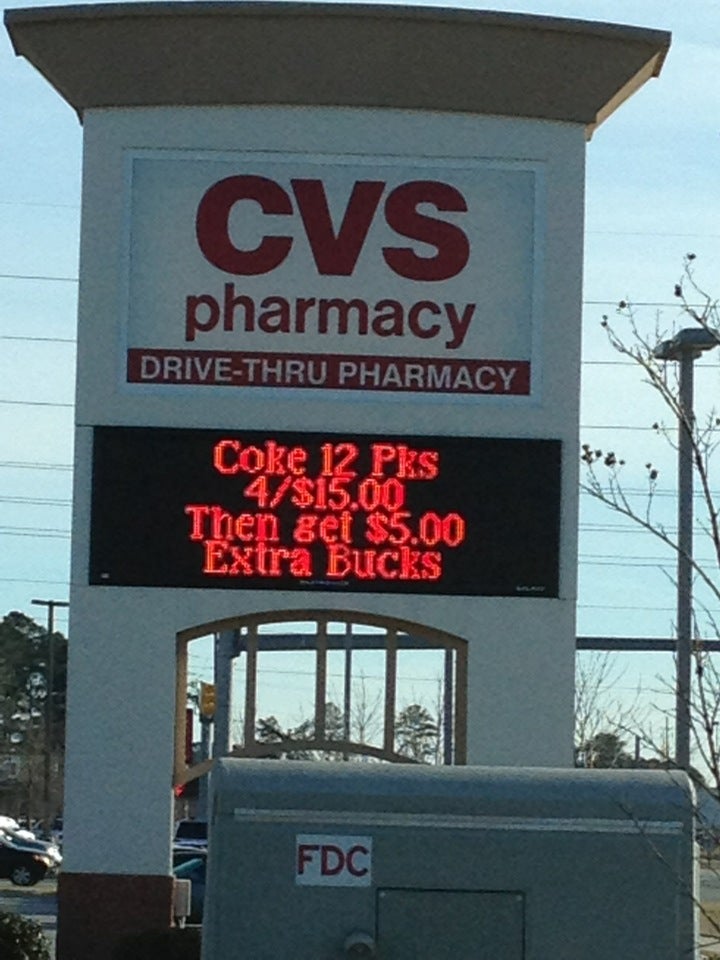 CVS
pharmacy
DRIVE-THRU PHARMACY
Coke 12 Pks
4/$15.00
Then get $5.00
Extra Bucks
FDC